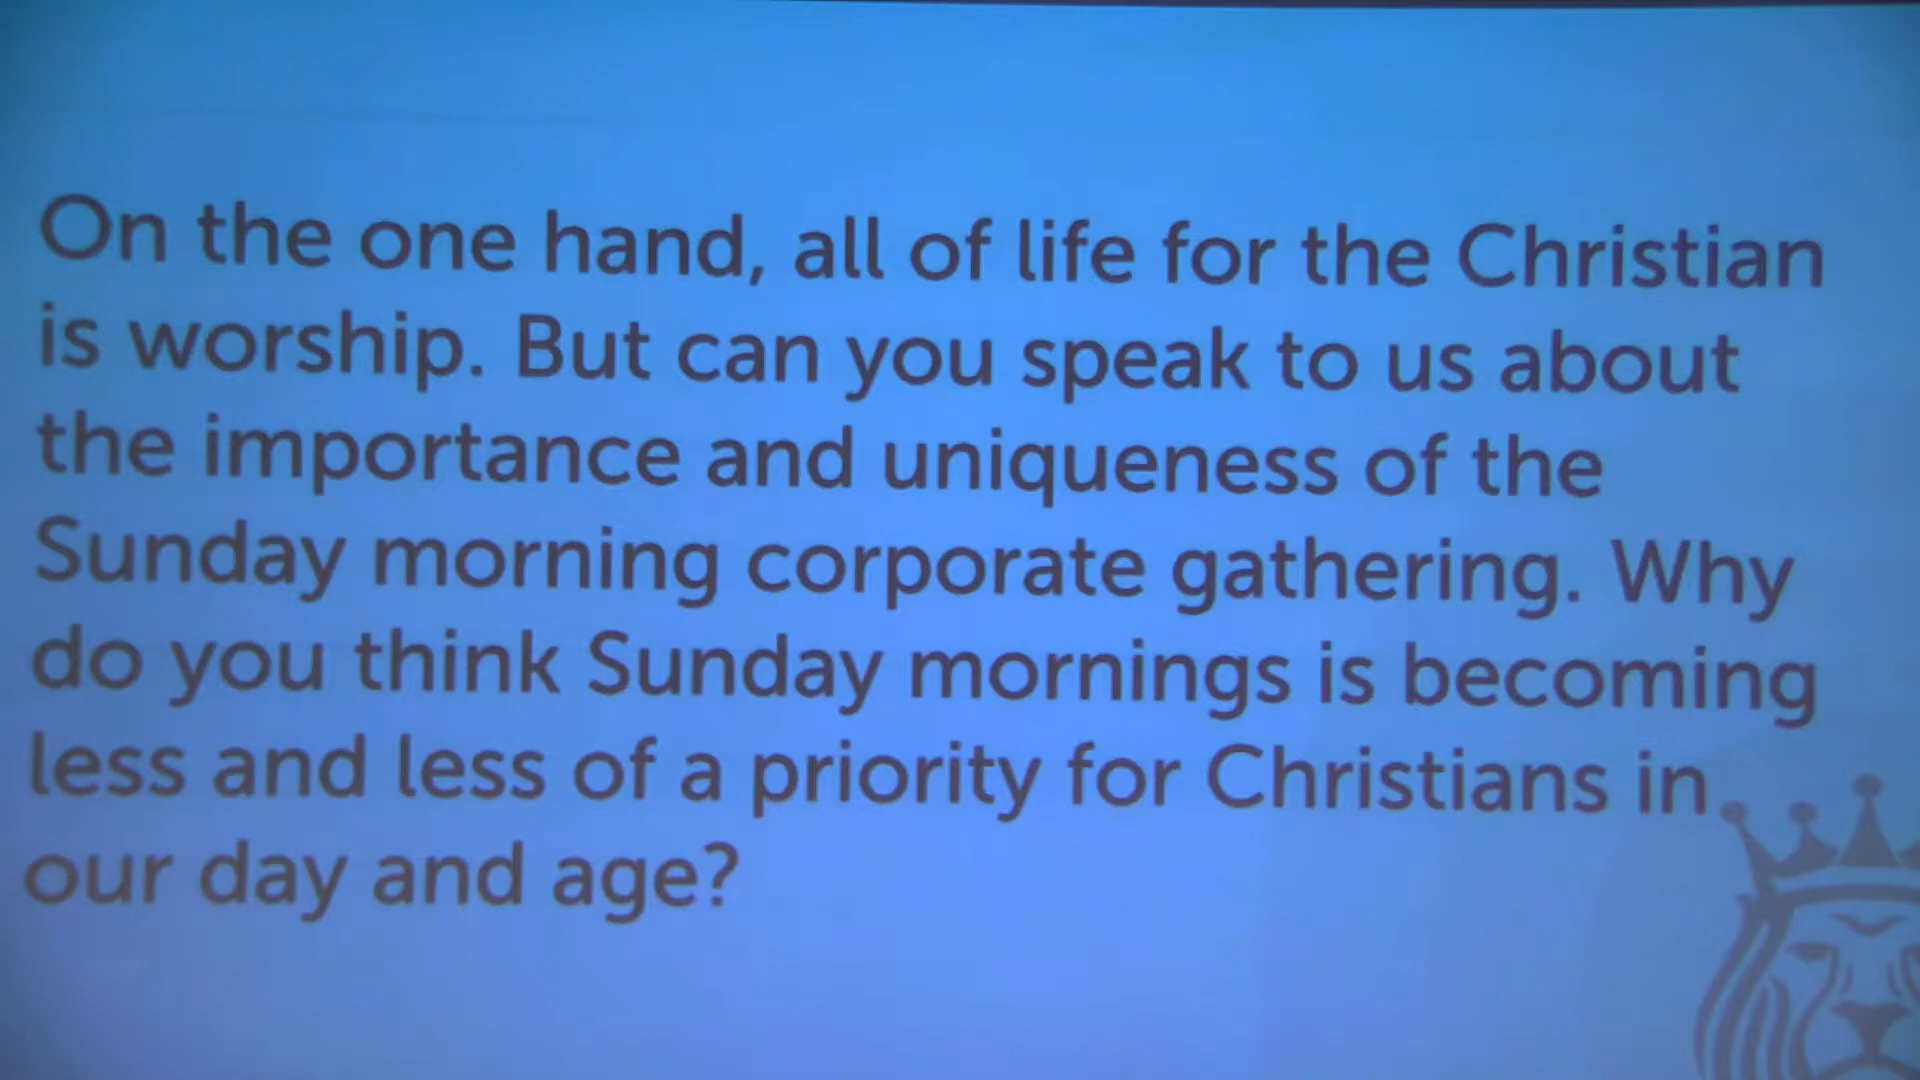 On the one hand, all of life for the Christian
is worship. But can you speak to us about
the importance and uniqueness of the
Sunday morning corporate gathering. Why
do you think Sunday mornings is becoming
less and less of a priority for Christians in
our day and age?